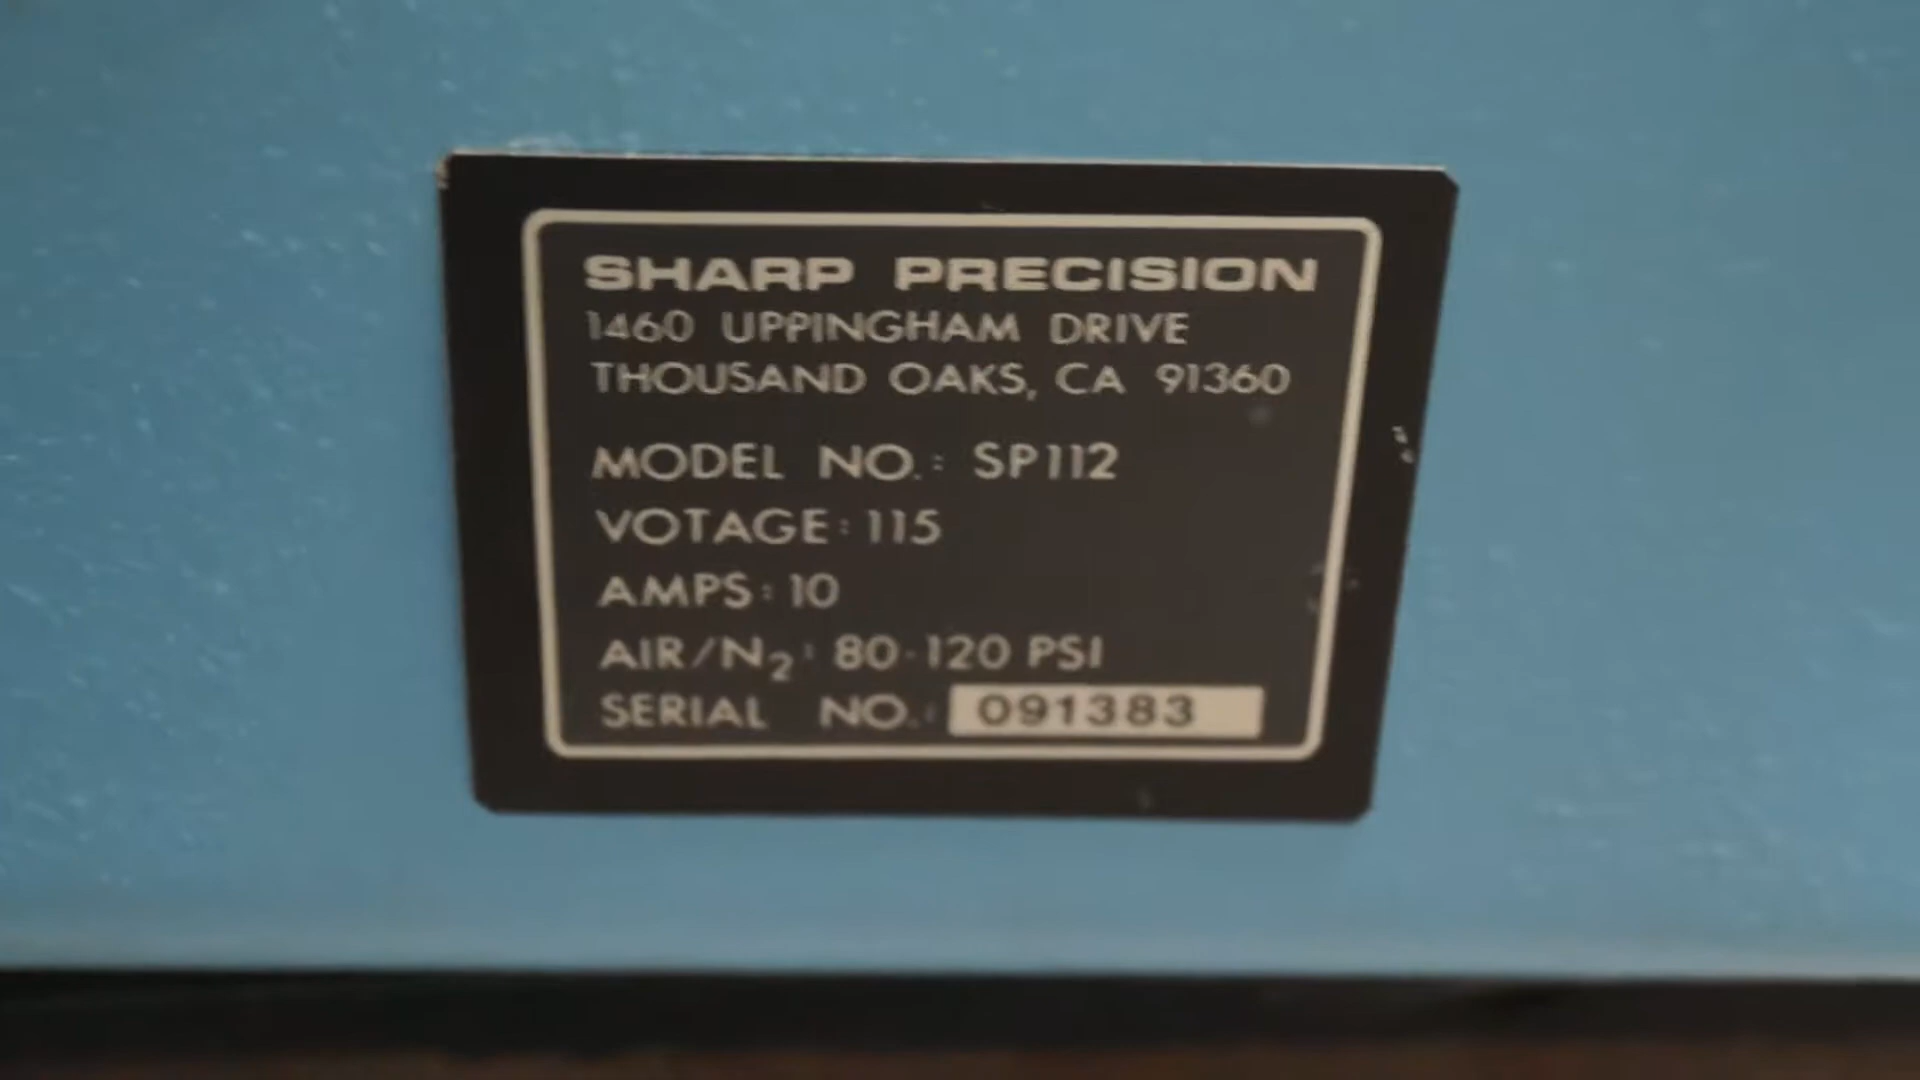 SHARP PRECISION
1460 UPPINGHAM DRIVE
THOUSAND OAKS, CA 91360
MODEL NO.: SP112
VOTAGE: 115
AMPS: 10
AIR/N₂: 80-120 PSI
SERIAL NO.: 091383